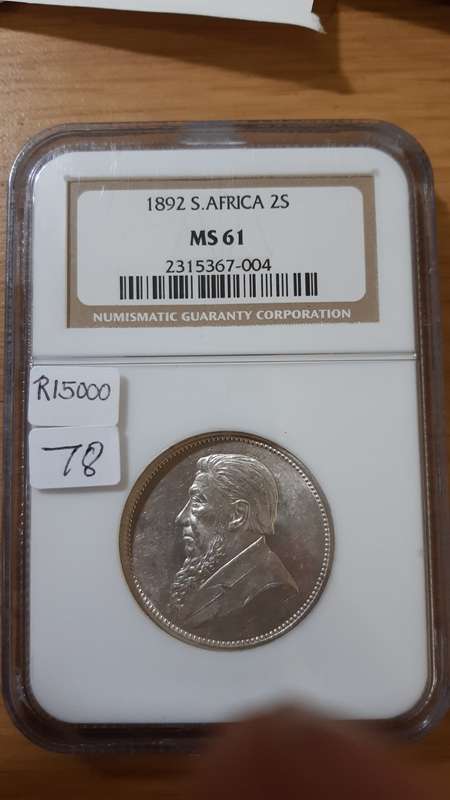 1892 S.AFRICA 2S
MS 61
2315367-004
NUMISMATIC GUARANTY CORPORATION
R15000
78